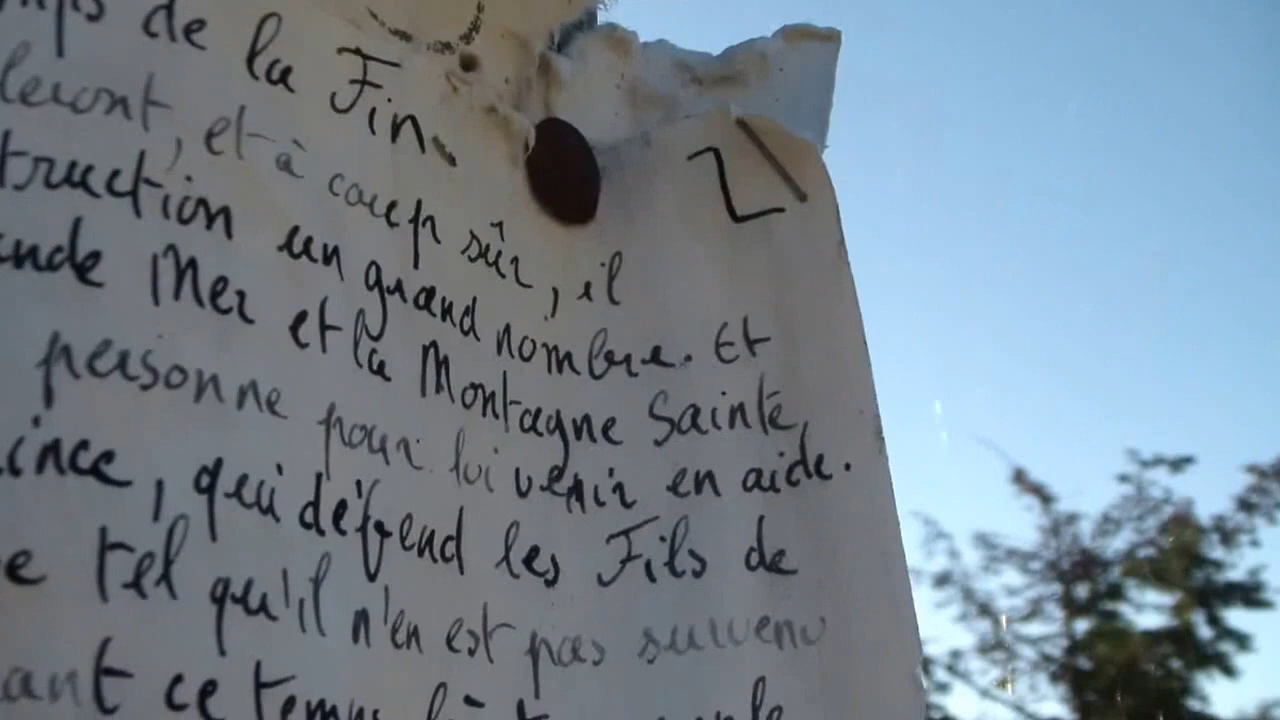 de la Fin.
leront, et à coup sûr, il
truction un grand nombre. Et
ande Mer et la Montagne Sainte,
personne pour lui venir en aide.
ince, qui défend les Fils de
e tel qu'il n'en est pas survenu
ant ce temps là